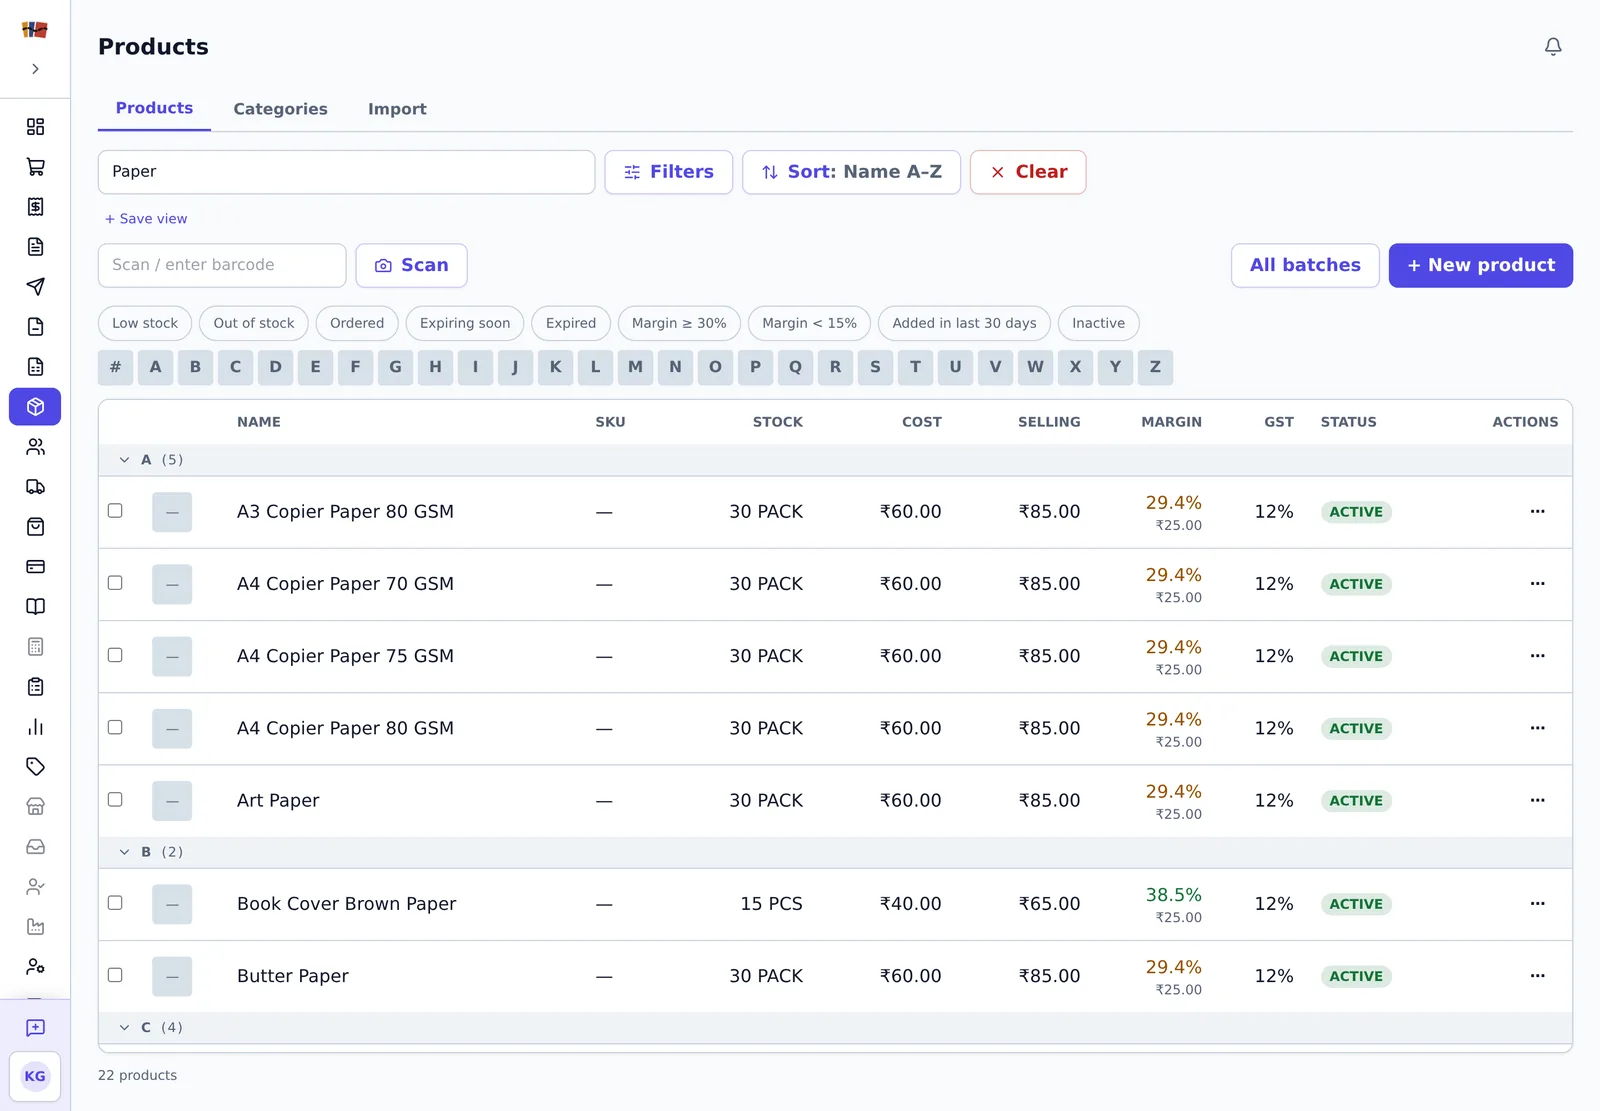 Products
Products Categories Import
Paper Filters Sort: Name A–Z Clear
+ Save view
Scan / enter barcode Scan All batches + New product
Low stock Out of stock Ordered Expiring soon Expired Margin ≥ 30% Margin < 15% Added in last 30 days Inactive
# A B C D E F G H I J K L M N O P Q R S T U V W X Y Z
NAME SKU STOCK COST SELLING MARGIN GST STATUS ACTIONS
A (5)
A3 Copier Paper 80 GSM — 30 PACK ₹60.00 ₹85.00 29.4% 12% ACTIVE ...
₹25.00
A4 Copier Paper 70 GSM — 30 PACK ₹60.00 ₹85.00 29.4% 12% ACTIVE ...
₹25.00
A4 Copier Paper 75 GSM — 30 PACK ₹60.00 ₹85.00 29.4% 12% ACTIVE ...
₹25.00
A4 Copier Paper 80 GSM — 30 PACK ₹60.00 ₹85.00 29.4% 12% ACTIVE ...
₹25.00
Art Paper — 30 PACK ₹60.00 ₹85.00 29.4% 12% ACTIVE ...
₹25.00
B (2)
Book Cover Brown Paper — 15 PCS ₹40.00 ₹65.00 38.5% 12% ACTIVE ...
₹25.00
Butter Paper — 30 PACK ₹60.00 ₹85.00 29.4% 12% ACTIVE ...
₹25.00
C (4)
22 products
KG